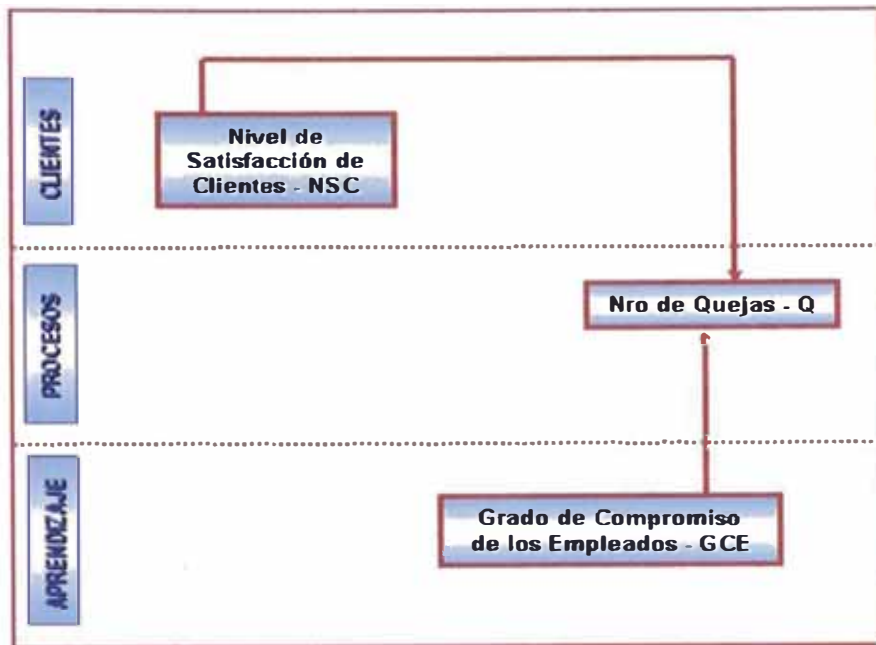 CLIENTES
Nivel de
Satisfacción de
Clientes - NSC
PROCESOS
Nro de Quejas - Q
APRENDIZAJE
Grado de Compromiso
de los Empleados - GCE